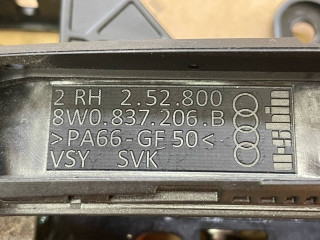 2 RH 2.52.800
8W0.837.206.B
>PA66-GF50<
VSY SVK